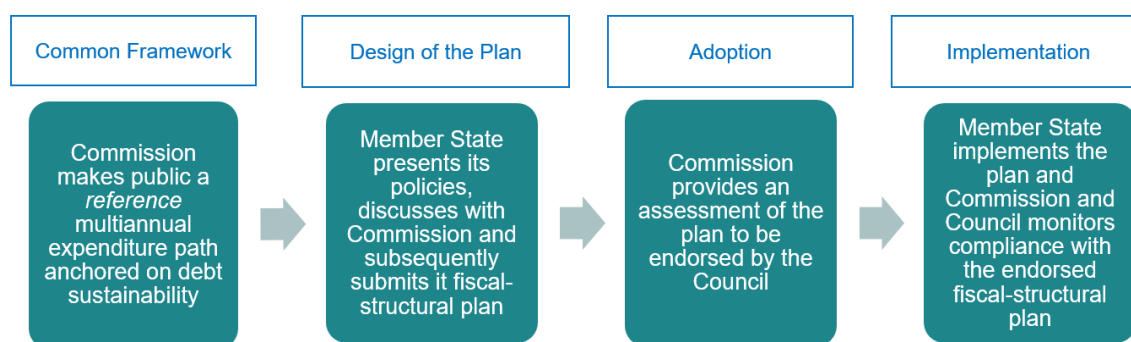 Common Framework
Design of the Plan
Adoption
Implementation
Commission
makes public a
reference
multiannual
expenditure path
anchored on debt
sustainability
Member State
presents its
policies,
discusses with
Commission and
subsequently
submits it fiscal-
structural plan
Commission
provides an
assessment of the
plan to be
endorsed by the
Council
Member State
implements the
plan and
Commission and
Council monitors
compliance with
the endorsed
fiscal-structural
plan